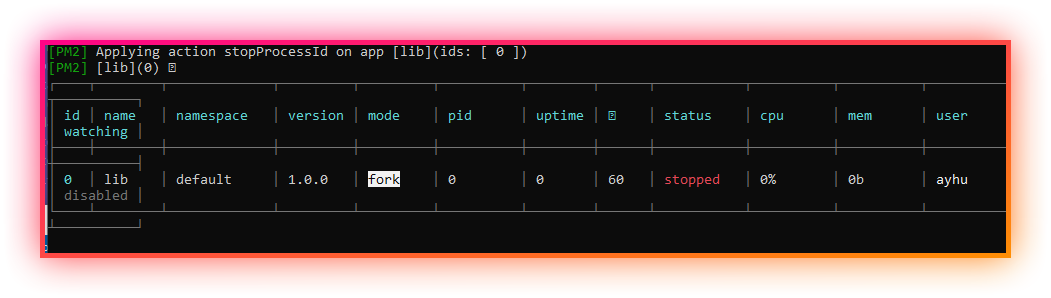 [PM2] Applying action stopProcessId on app [lib](ids: [ 0 ])
[PM2] [lib](0)
id │ name │ namespace │ version │ mode │ pid │ uptime │ │ status │ cpu │ mem │ user
watching │
0 │ lib │ default │ 1.0.0 │ fork │ 0 │ 0 │ 60 │ stopped │ 0% │ 0b │ ayhu
disabled │